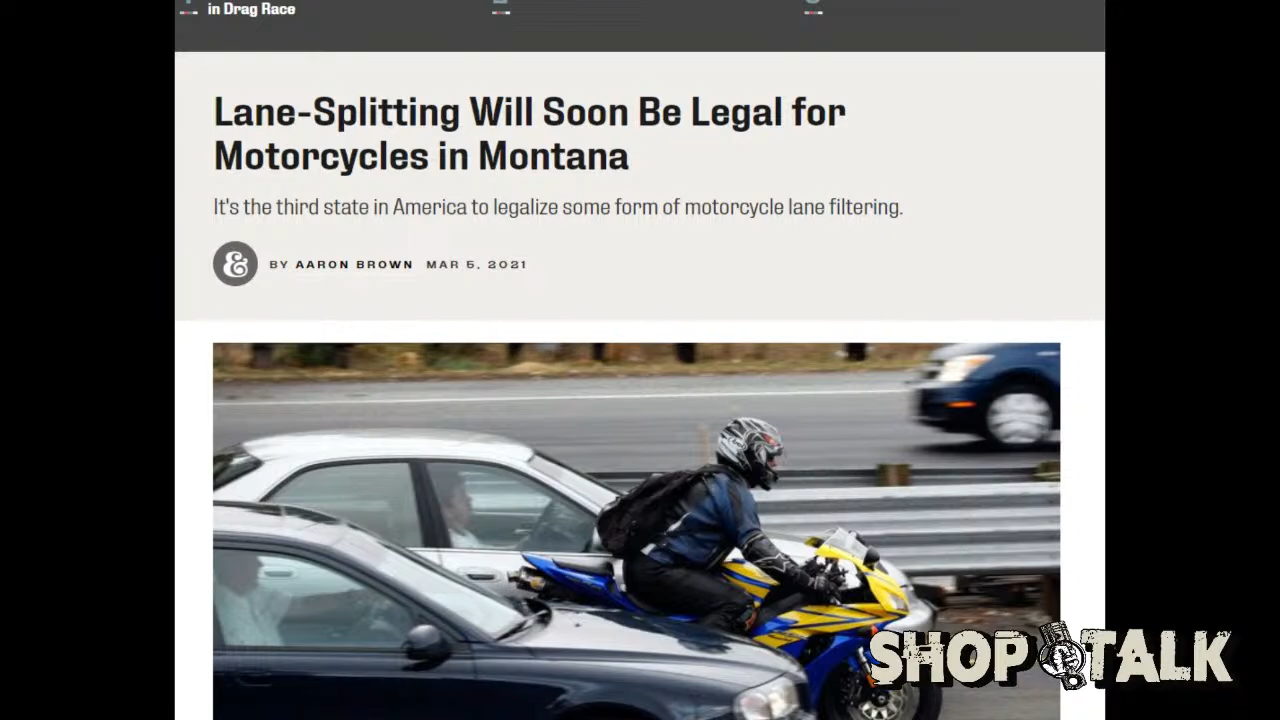 in Drag Race
Lane-Splitting Will Soon Be Legal for
Motorcycles in Montana
It's the third state in America to legalize some form of motorcycle lane filtering.
&
BY AARON BROWN MAR 5, 2021
SHOP TALK